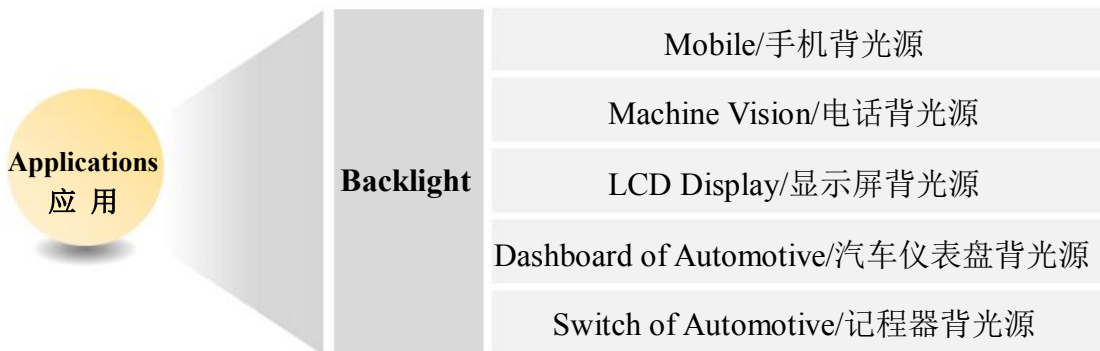 Applications
应 用
Backlight
Mobile/手机背光源
Machine Vision/电话背光源
LCD Display/显示屏背光源
Dashboard of Automotive/汽车仪表盘背光源
Switch of Automotive/记程器背光源